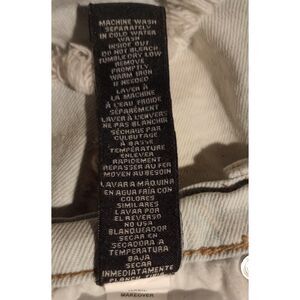 MACHINE WASH
SEPARATELY
IN COLD WATER
WASH
INSIDE OUT
DO NOT BLEACH
TUMBLE DRY LOW
REMOVE
PROMPTLY
WARM IRON
IF NEEDED
LAVER À
LA MACHINE
À L'EAU FROIDE
SÉPARÉMENT
LAVER À L'ENVERS
NE PAS BLANCHIR
SÉCHAGE PAR
CULBUTAGE
À BASSE
TEMPÉRATURE
ENLEVER
RAPIDEMENT
REPASSER AU FER
MOYEN AU BESOIN
LAVAR A MÁQUINA
EN AGUA FRÍA CON
COLORES
SIMILARES
LAVAR POR
EL REVERSO
NO USA
BLANQUEADOR
SECAR EN
SECADORA A
TEMPERATURA
BAJA
SECAR
INMEDIATAMENTE
MAKEOVER